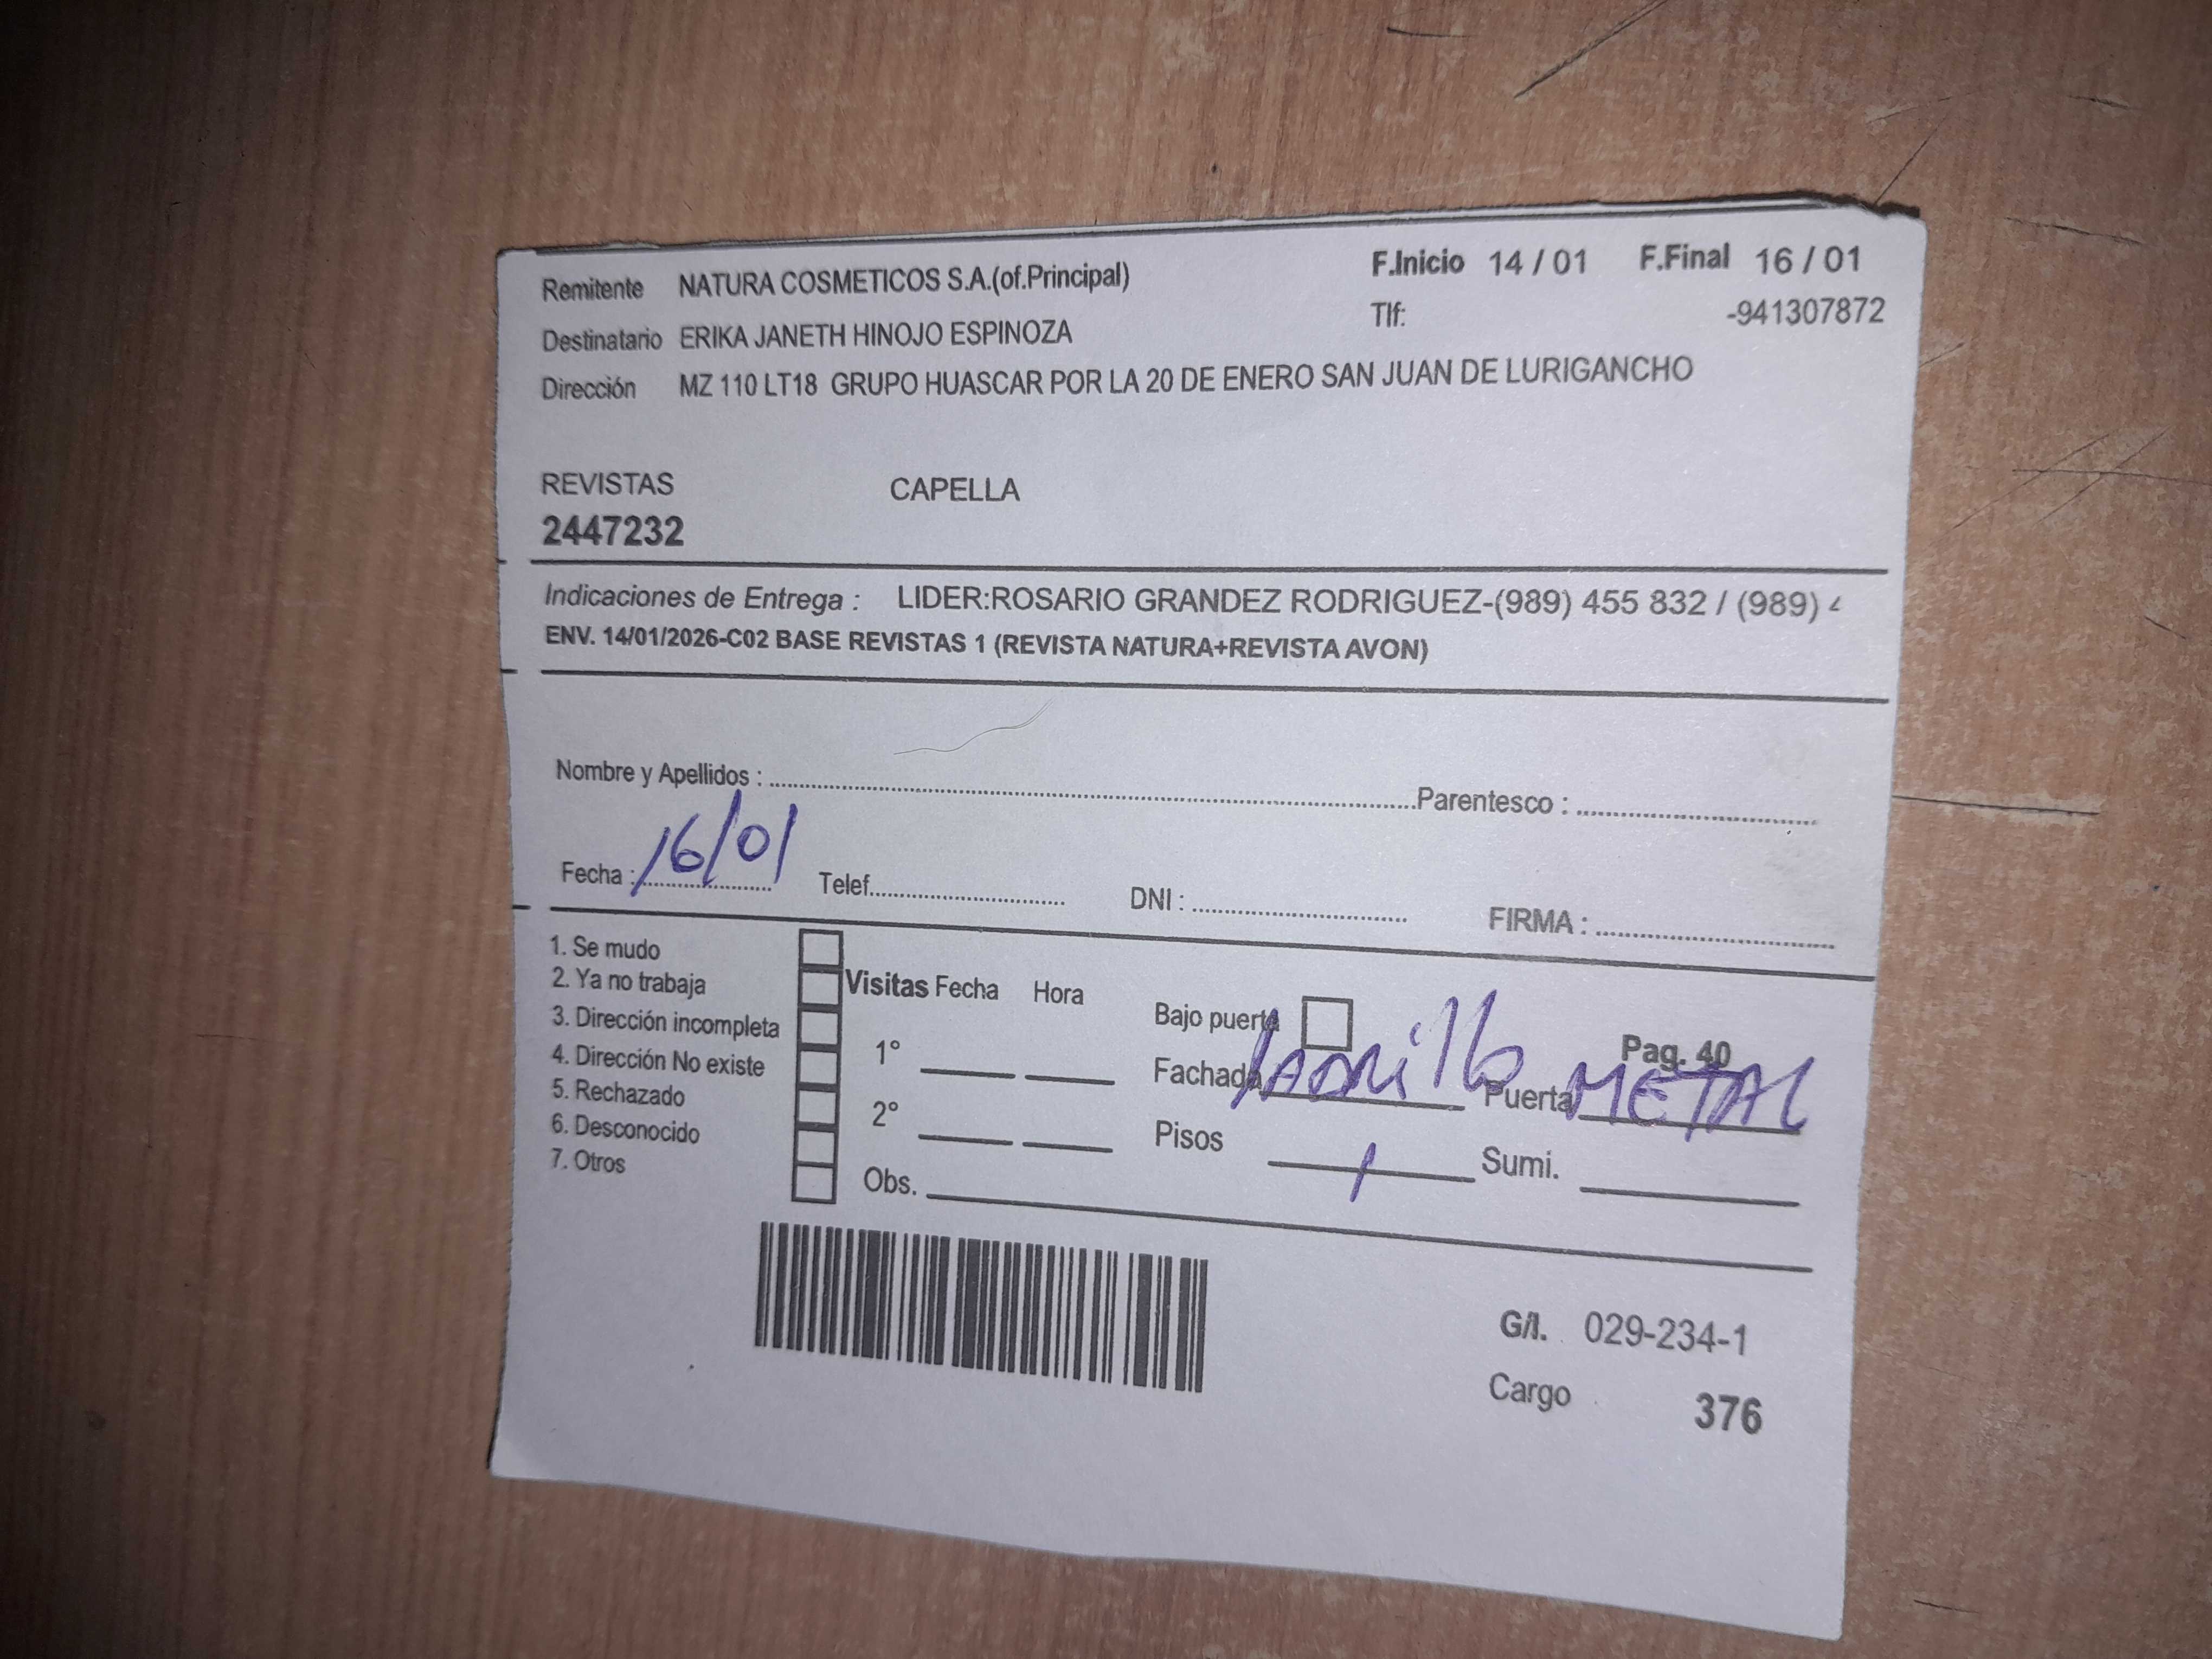 Remitente NATURA COSMETICOS S.A.(of.Principal) F.Inicio 14 / 01 F.Final 16 / 01
Destinatario ERIKA JANETH HINOJO ESPINOZA Tlf: -941307872
Dirección MZ 110 LT18 GRUPO HUASCAR POR LA 20 DE ENERO SAN JUAN DE LURIGANCHO
REVISTAS CAPELLA
2447232
Indicaciones de Entrega : LIDER:ROSARIO GRANDEZ RODRIGUEZ-(989) 455 832 / (989)
ENV. 14/01/2026-C02 BASE REVISTAS 1 (REVISTA NATURA+REVISTA AVON)
Nombre y Apellidos : Parentesco :
Fecha : 16/01 Telef. DNI : FIRMA :
1. Se mudo
2. Ya no trabaja
3. Dirección incompleta
4. Dirección No existe
5. Rechazado
6. Desconocido
7. Otros
Visitas Fecha Hora
1°
2°
Obs.
Bajo puerta Pag. 40
Fachada Ladrillo Puerta METAL
Pisos 1 Sumi.
G/I. 029-234-1
Cargo 376